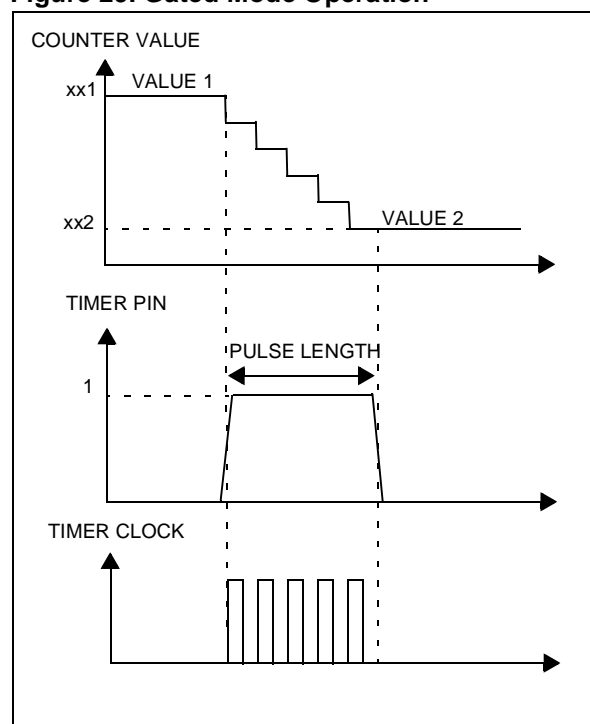 Figure 29. Gated Mode Operation
COUNTER VALUE
xx1
VALUE 1
xx2
VALUE 2
TIMER PIN
PULSE LENGTH
1
TIMER CLOCK